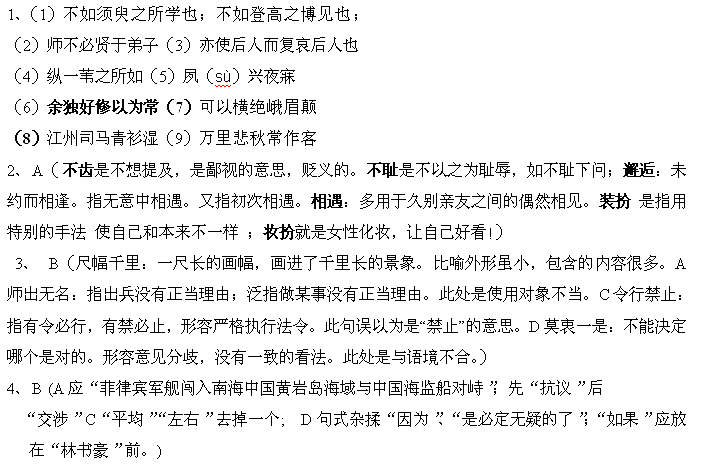 1、（1）不如须臾之所学也；不如登高之博见也；
（2）师不必贤于弟子（3）亦使后人而复哀后人也
（4）纵一苇之所如（5）夙（sù）兴夜寐
（6）余独好修以为常（7）可以横绝峨眉巅
（8）江州司马青衫湿（9）万里悲秋常作客
2、A（不齿是不想提及，是鄙视的意思，贬义的。不耻是不以之为耻辱，如不耻下问；邂逅：未
约而相逢。指无意中相遇。又指初次相遇。相遇：多用于久别亲友之间的偶然相见。装扮 是指用
特别的手法 使自己和本来不一样 ；妆扮就是女性化妆，让自己好看!）
3、 B（尺幅千里：一尺长的画幅，画进了千里长的景象。比喻外形虽小，包含的内容很多。A
师出无名：指出兵没有正当理由；泛指做某事没有正当理由。此处是使用对象不当。C 令行禁止：
指有令必行，有禁必止，形容严格执行法令。此句误以为是“禁止”的意思。D 莫衷一是：不能决定
哪个是对的。形容意见分歧，没有一致的看法。此处是与语境不合。）
4、B (A 应“菲律宾军舰闯入南海中国黄岩岛海域与中国海监船对峙”；先“抗议”后
“交涉”C“平均”“左右”去掉一个; D 句式杂揉“因为”、“是必定无疑的了”；“如果”应放
在“林书豪”前。)